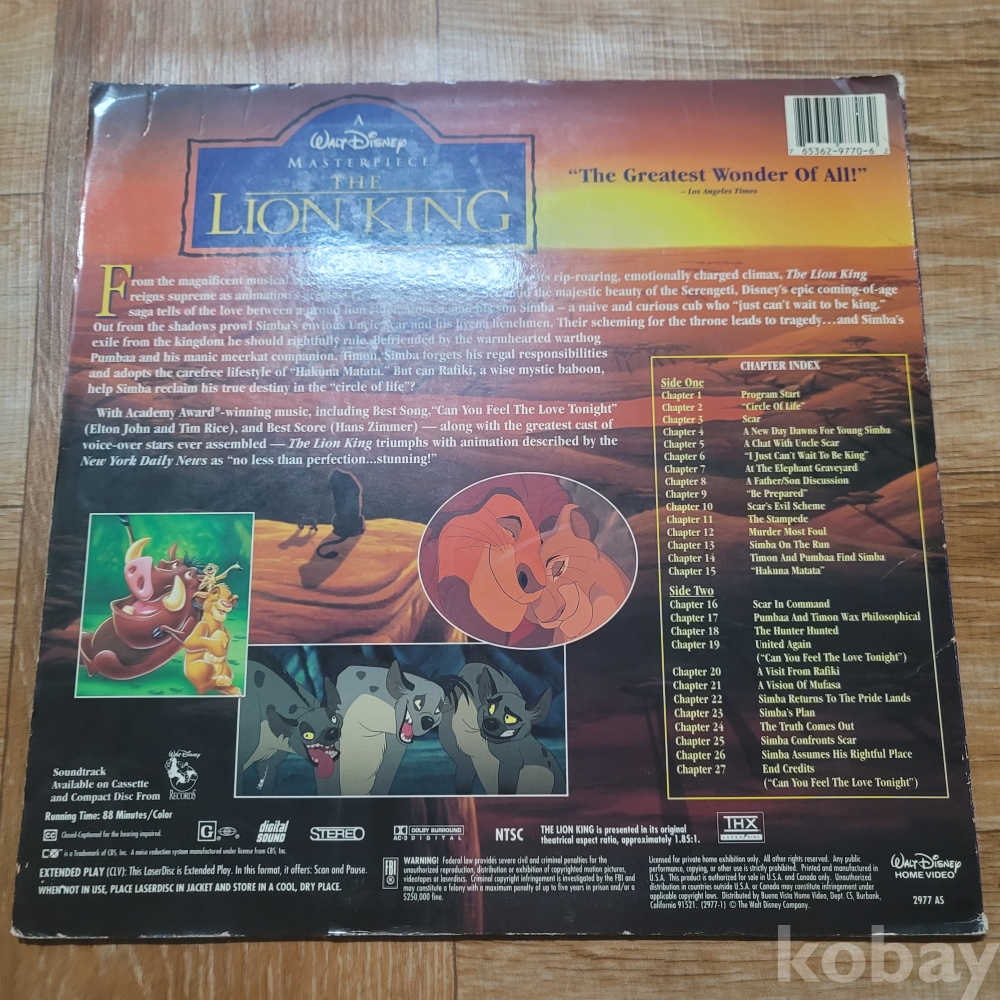 A
WALT DISNEY
MASTERPIECE
THE
LION KING
7 65362-9770-6 2
"The Greatest Wonder Of All!"
– Los Angeles Times
From the magnificent musical its rip-roaring, emotionally charged climax, The Lion King
reigns supreme as animation's greatest the majestic beauty of the Serengeti, Disney's epic coming-of-age
saga tells of the love between a proud lion and his son Simba – a naive and curious cub who "just can't wait to be king."
Out from the shadows prowl Simba's envious Uncle Scar and his hyena henchmen. Their scheming for the throne leads to tragedy…and Simba's
exile from the kingdom he should rightfully rule. Befriended by the warmhearted warthog
Pumbaa and his manic meerkat companion, Timon, Simba forgets his regal responsibilities
and adopts the carefree lifestyle of "Hakuna Matata." But can Rafiki, a wise mystic baboon,
help Simba reclaim his true destiny in the "circle of life"?
With Academy Award®-winning music, including Best Song,"Can You Feel The Love Tonight"
(Elton John and Tim Rice), and Best Score (Hans Zimmer) — along with the greatest cast of
voice-over stars ever assembled — The Lion King triumphs with animation described by the
New York Daily News as "no less than perfection...stunning!"
CHAPTER INDEX
Side One
Chapter 1 Program Start
Chapter 2 "Circle Of Life"
Chapter 3 Scar
Chapter 4 A New Day Dawns For Young Simba
Chapter 5 A Chat With Uncle Scar
Chapter 6 "I Just Can't Wait To Be King"
Chapter 7 At The Elephant Graveyard
Chapter 8 A Father/Son Discussion
Chapter 9 "Be Prepared"
Chapter 10 Scar's Evil Scheme
Chapter 11 The Stampede
Chapter 12 Murder Most Foul
Chapter 13 Simba On The Run
Chapter 14 Timon And Pumbaa Find Simba
Chapter 15 "Hakuna Matata"
Side Two
Chapter 16 Scar In Command
Chapter 17 Pumbaa And Timon Wax Philosophical
Chapter 18 The Hunter Hunted
Chapter 19 United Again
("Can You Feel The Love Tonight")
Chapter 20 A Visit From Rafiki
Chapter 21 A Vision Of Mufasa
Chapter 22 Simba Returns To The Pride Lands
Chapter 23 Simba's Plan
Chapter 24 The Truth Comes Out
Chapter 25 Simba Confronts Scar
Chapter 26 Simba Assumes His Rightful Place
Chapter 27 End Credits
("Can You Feel The Love Tonight")
Soundtrack
Available on Cassette
and Compact Disc From
WALT DISNEY
RECORDS
Running Time: 88 Minutes/Color
CC Closed-Captioned for the hearing impaired.
CX is a Trademark of CBS, Inc. A noise reduction system manufactured under license from CBS, Inc.
EXTENDED PLAY (CLV): This LaserDisc is Extended Play. In this format, it offers: Scan and Pause.
WHEN NOT IN USE, PLACE LASERDISC IN JACKET AND STORE IN A COOL, DRY PLACE.
G
digital
SOUND
STEREO
DOLBY SURROUND
AC-3 DIGITAL
NTSC
THE LION KING is presented in its original
theatrical aspect ratio, approximately 1.85:1.
THX
FBI
WARNING! Federal law provides severe civil and criminal penalties for the
unauthorized reproduction, distribution or exhibition of copyrighted motion pictures,
videotapes or laserdiscs. Criminal copyright infringement is investigated by the FBI and
may constitute a felony with a maximum penalty of up to five years in prison and/or a
$250,000 fine.
Licensed for private home exhibition only. All other rights reserved. Any public
performance, copying, or other use is strictly prohibited. Printed and manufactured in
U.S.A. This product is authorized for sale in U.S.A. and Canada only. Unauthorized
distribution in countries outside U.S.A. or Canada may constitute infringement under
applicable copyright laws. Distributed by Buena Vista Home Video, Dept. CS, Burbank,
California 91521. (2977-1) © The Walt Disney Company.
WALT DISNEY
HOME VIDEO
2977 AS
kobay